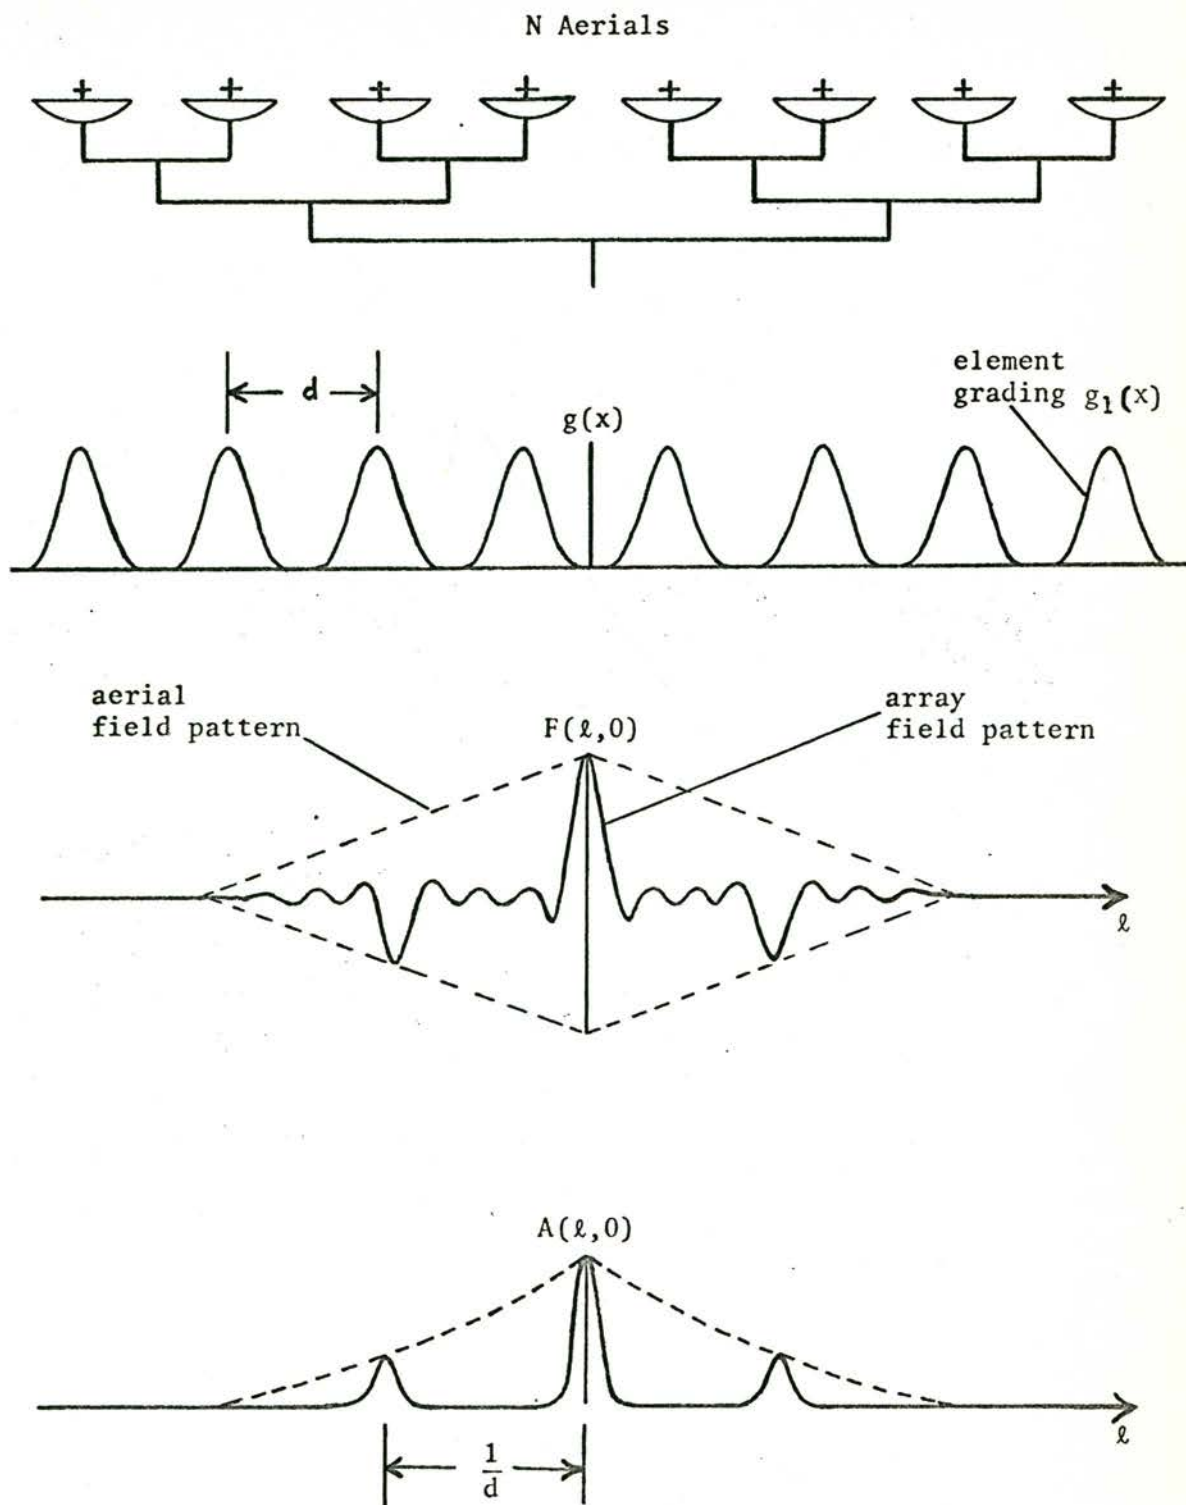 N Aerials
d
g(x)
element
grading g₁(x)
aerial
field pattern
F(ℓ,0)
array
field pattern
ℓ
A(ℓ,0)
ℓ
1
d